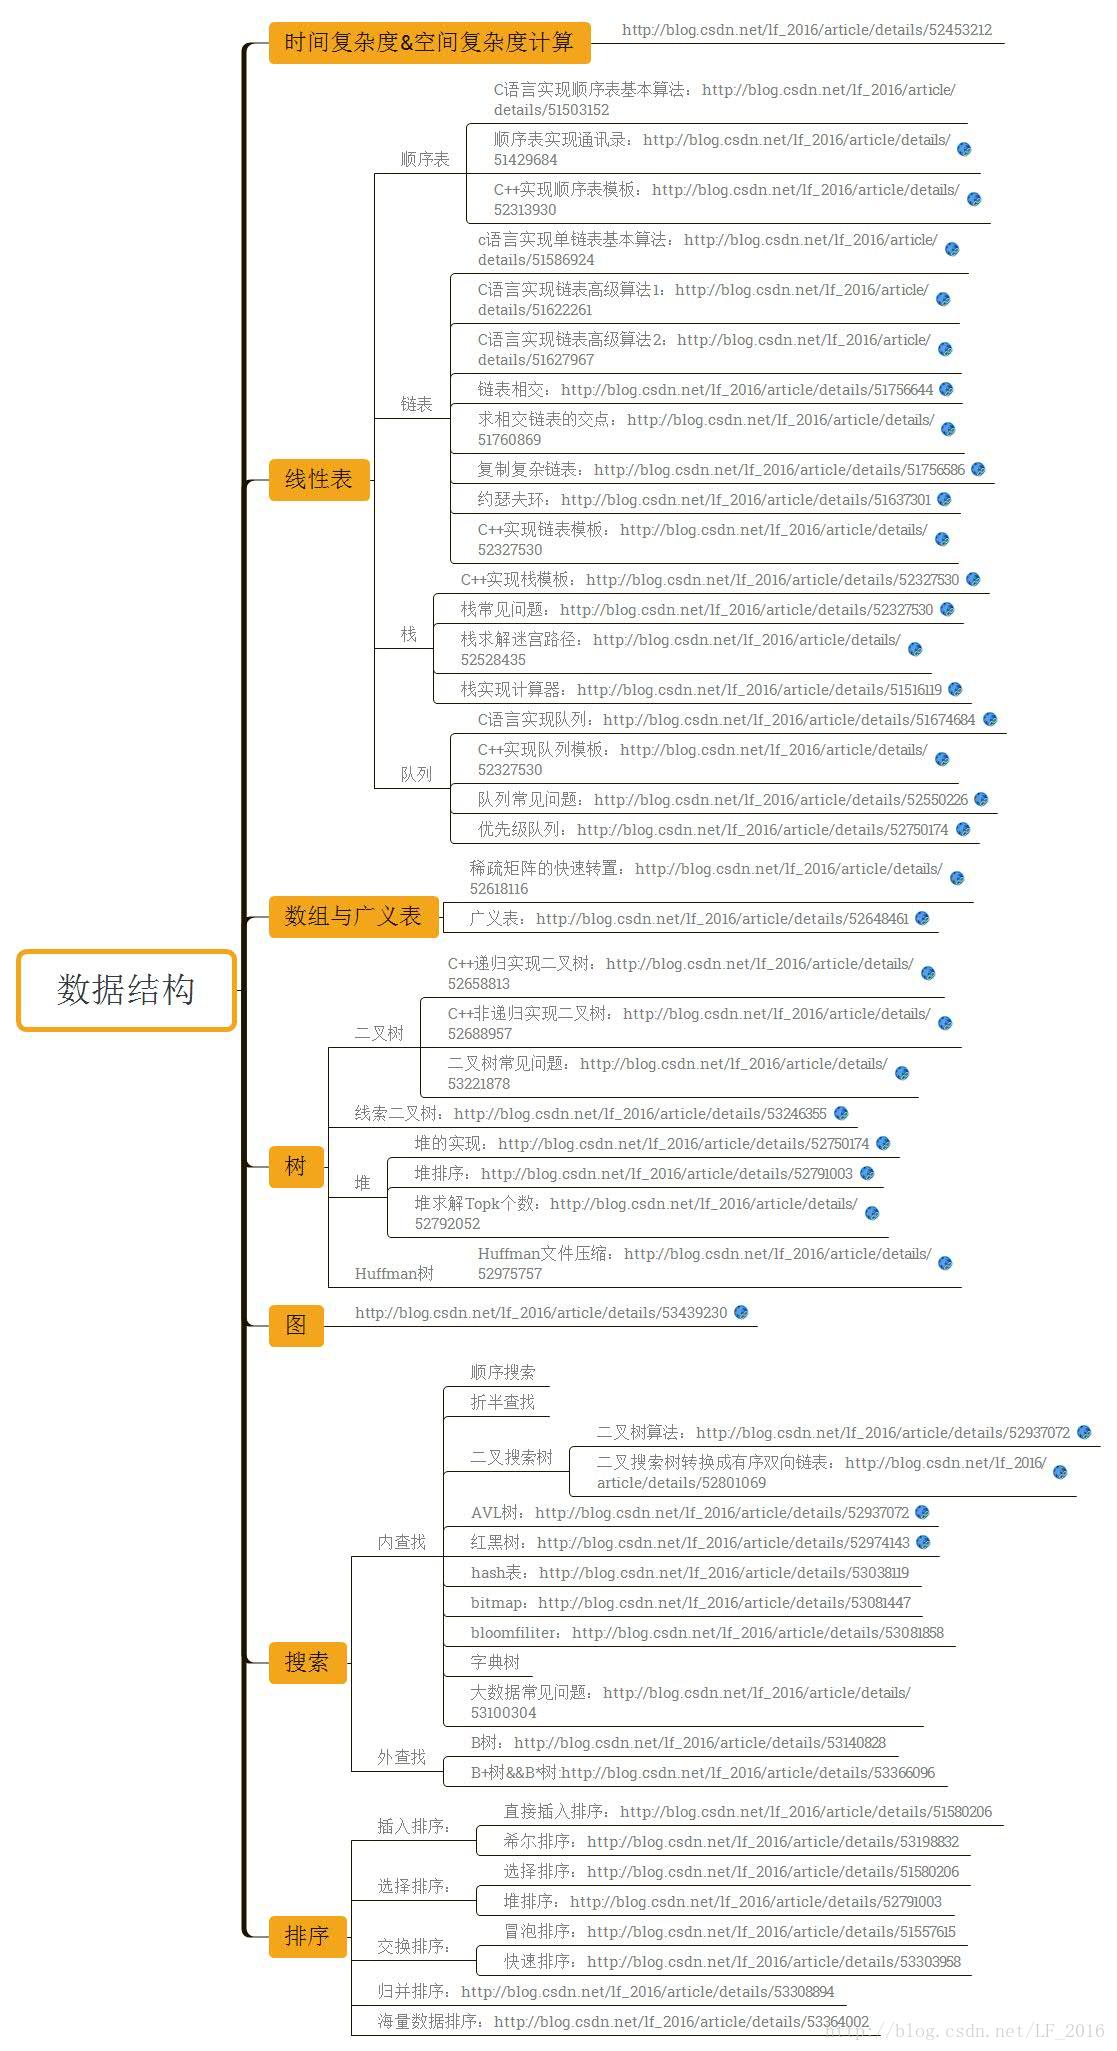 时间复杂度&空间复杂度计算
http://blog.csdn.net/lf_2016/article/details/52453212
C语言实现顺序表基本算法：http://blog.csdn.net/lf_2016/article/
details/51503152
顺序表
顺序表实现通讯录：http://blog.csdn.net/lf_2016/article/details/
51429684
C++实现顺序表模板：http://blog.csdn.net/lf_2016/article/details/
52313930
c语言实现单链表基本算法：http://blog.csdn.net/lf_2016/article/
details/51586924
C语言实现链表高级算法1：http://blog.csdn.net/lf_2016/article/
details/51622261
C语言实现链表高级算法2：http://blog.csdn.net/lf_2016/article/
details/51627967
链表
链表相交：http://blog.csdn.net/lf_2016/article/details/51756644
求相交链表的交点：http://blog.csdn.net/lf_2016/article/details/
51760869
线性表
复制复杂链表：http://blog.csdn.net/lf_2016/article/details/51756586
约瑟夫环：http://blog.csdn.net/lf_2016/article/details/51637301
C++实现链表模板：http://blog.csdn.net/lf_2016/article/details/
52327530
C++实现栈模板：http://blog.csdn.net/lf_2016/article/details/52327530
栈常见问题：http://blog.csdn.net/lf_2016/article/details/52327530
栈
栈求解迷宫路径：http://blog.csdn.net/lf_2016/article/details/
52528435
栈实现计算器：http://blog.csdn.net/lf_2016/article/details/51516119
C语言实现队列：http://blog.csdn.net/lf_2016/article/details/51674684
C++实现队列模板：http://blog.csdn.net/lf_2016/article/details/
52327530
队列
队列常见问题：http://blog.csdn.net/lf_2016/article/details/52550226
优先级队列：http://blog.csdn.net/lf_2016/article/details/52750174
稀疏矩阵的快速转置：http://blog.csdn.net/lf_2016/article/details/
52618116
数组与广义表
广义表：http://blog.csdn.net/lf_2016/article/details/52648461
数据结构
C++递归实现二叉树：http://blog.csdn.net/lf_2016/article/details/
52658813
C++非递归实现二叉树：http://blog.csdn.net/lf_2016/article/details/
52688957
二叉树
二叉树常见问题：http://blog.csdn.net/lf_2016/article/details/
53221878
线索二叉树：http://blog.csdn.net/lf_2016/article/details/53246355
树
堆的实现：http://blog.csdn.net/lf_2016/article/details/52750174
堆
堆排序：http://blog.csdn.net/lf_2016/article/details/52791003
堆求解Topk个数：http://blog.csdn.net/lf_2016/article/details/
52792052
Huffman树
Huffman文件压缩：http://blog.csdn.net/lf_2016/article/details/
52975757
图
http://blog.csdn.net/lf_2016/article/details/53439230
顺序搜索
折半查找
二叉搜索树
二叉树算法：http://blog.csdn.net/lf_2016/article/details/52937072
二叉搜索树转换成有序双向链表：http://blog.csdn.net/lf_2016/
article/details/52801069
AVL树：http://blog.csdn.net/lf_2016/article/details/52937072
内查找
红黑树：http://blog.csdn.net/lf_2016/article/details/52974143
hash表：http://blog.csdn.net/lf_2016/article/details/53038119
bitmap：http://blog.csdn.net/lf_2016/article/details/53081447
bloomfiliter：http://blog.csdn.net/lf_2016/article/details/53081858
搜索
字典树
大数据常见问题：http://blog.csdn.net/lf_2016/article/details/
53100304
外查找
B树：http://blog.csdn.net/lf_2016/article/details/53140828
B+树&&B*树:http://blog.csdn.net/lf_2016/article/details/53366096
插入排序：
直接插入排序：http://blog.csdn.net/lf_2016/article/details/51580206
希尔排序：http://blog.csdn.net/lf_2016/article/details/53198832
选择排序：
选择排序：http://blog.csdn.net/lf_2016/article/details/51580206
堆排序：http://blog.csdn.net/lf_2016/article/details/52791003
排序
交换排序：
冒泡排序：http://blog.csdn.net/lf_2016/article/details/51557615
快速排序：http://blog.csdn.net/lf_2016/article/details/53303958
归并排序：http://blog.csdn.net/lf_2016/article/details/53308894
海量数据排序：http://blog.csdn.net/lf_2016/article/details/53364002
http://blog.csdn.net/LF_2016